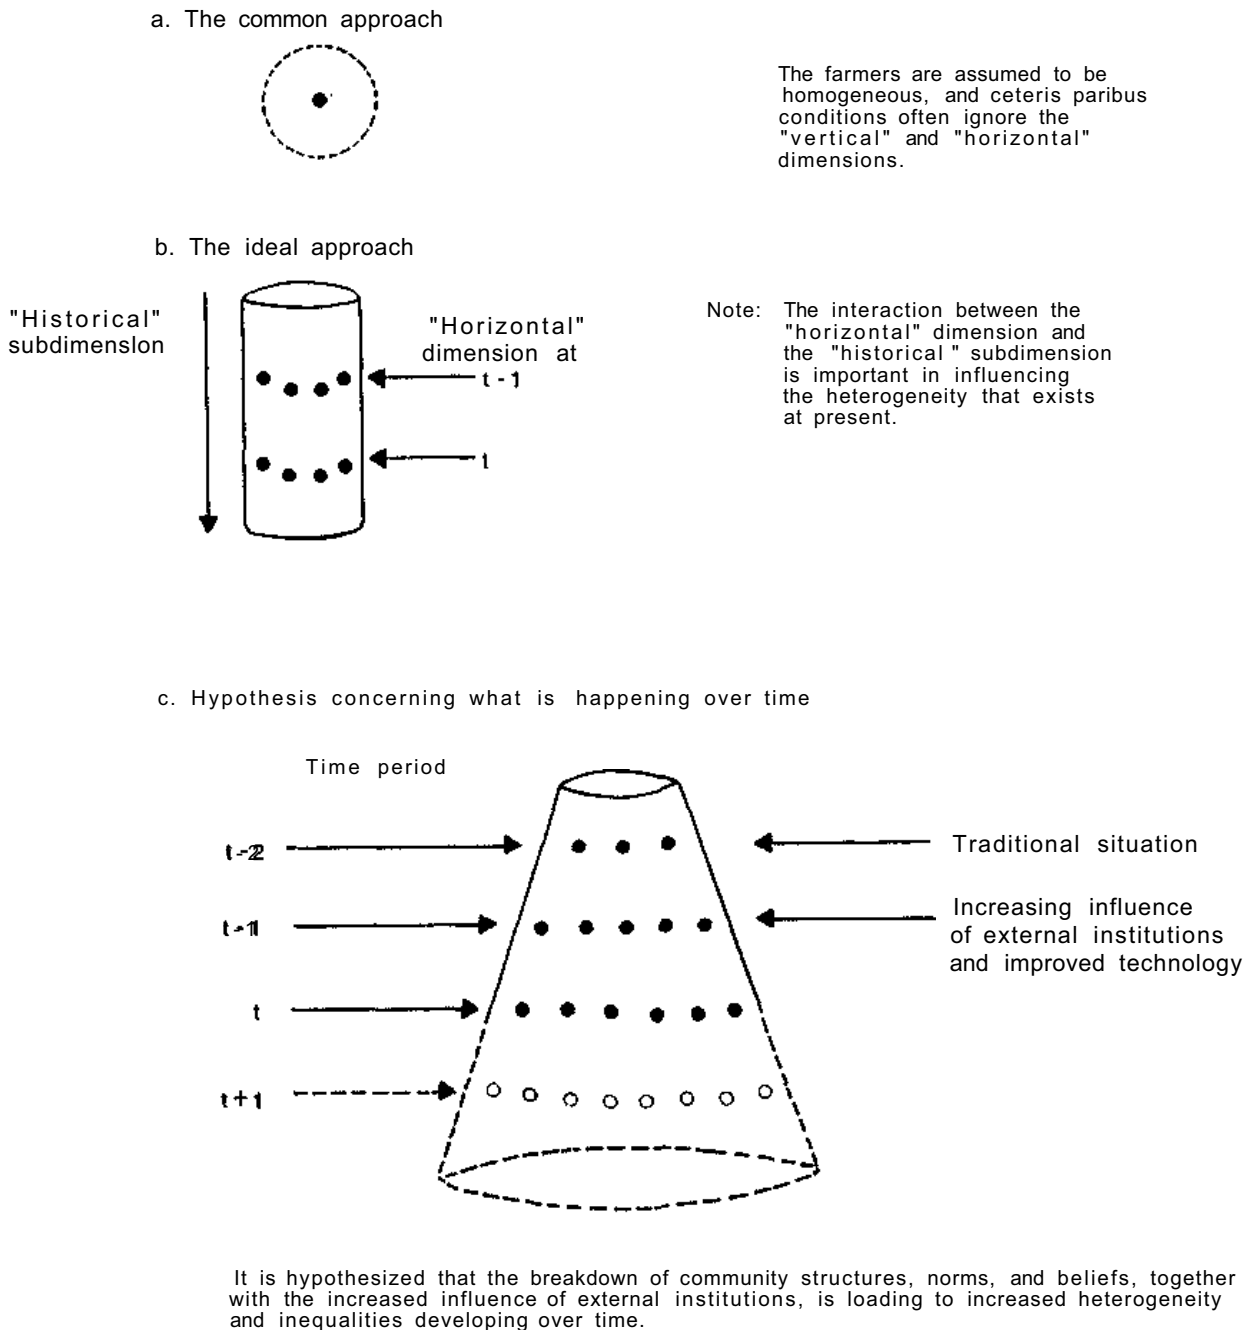 a. The common approach
The farmers are assumed to be
homogeneous, and ceteris paribus
conditions often ignore the
"vertical" and "horizontal"
dimensions.
b. The ideal approach
"Historical"
subdimenslon
"Horizontal"
dimension at
t-1
t
Note: The interaction between the
"horizontal" dimension and
the "historical" subdimension
is important in influencing
the heterogeneity that exists
at present.
c. Hypothesis concerning what is happening over time
Time period
t-2
Traditional situation
t-1
Increasing influence
of external institutions
and improved technology
t
t+1
It is hypothesized that the breakdown of community structures, norms, and beliefs, together
with the increased influence of external institutions, is loading to increased heterogeneity
and inequalities developing over time.